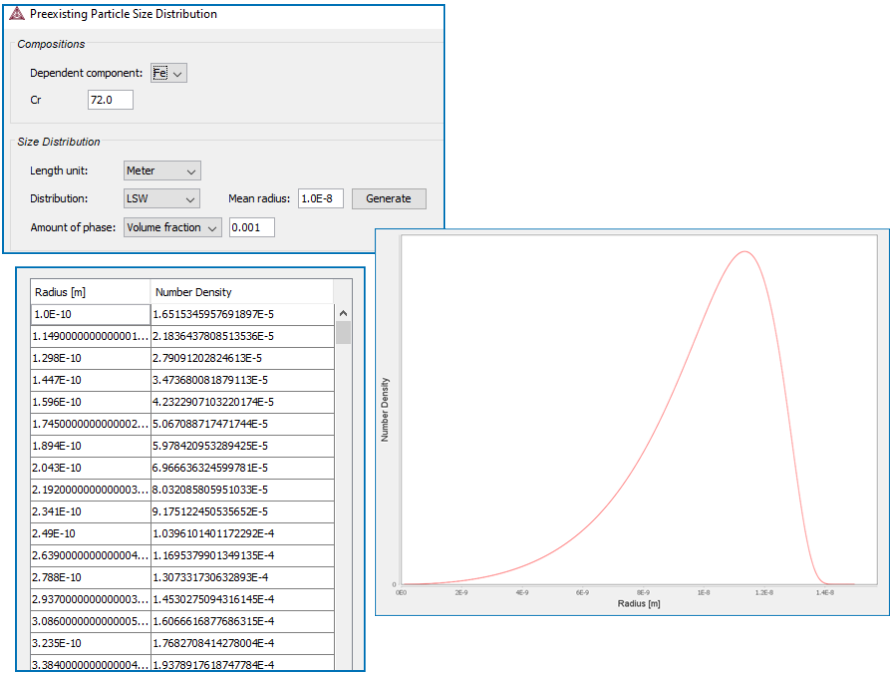 Preexisting Particle Size Distribution
Compositions
Dependent component: Fe
Cr 72.0
Size Distribution
Length unit: Meter
Distribution: LSW Mean radius: 1.0E-8 Generate
Amount of phase: Volume fraction 0.001
Radius [m] Number Density
1.0E-10 1.6515345957691897E-5
1.1490000000000001... 2.1836437808513536E-5
1.298E-10 2.79091202824613E-5
1.447E-10 3.473680081879113E-5
1.596E-10 4.2322907103220174E-5
1.7450000000000002... 5.067088717471744E-5
1.894E-10 5.978420953289425E-5
2.043E-10 6.966636324599781E-5
2.1920000000000003... 8.032085805951033E-5
2.341E-10 9.175122450535652E-5
2.49E-10 1.0396101401172292E-4
2.6390000000000004... 1.1695379901349135E-4
2.788E-10 1.307331730632893E-4
2.9370000000000003... 1.4530275094316145E-4
3.0860000000000005... 1.6066616877686315E-4
3.235E-10 1.7682708414278004E-4
3.3840000000000004... 1.9378917618747784E-4
Number Density
0
0E0 2E-9 4E-9 6E-9 8E-9 1E-8 1.2E-8 1.4E-8
Radius [m]